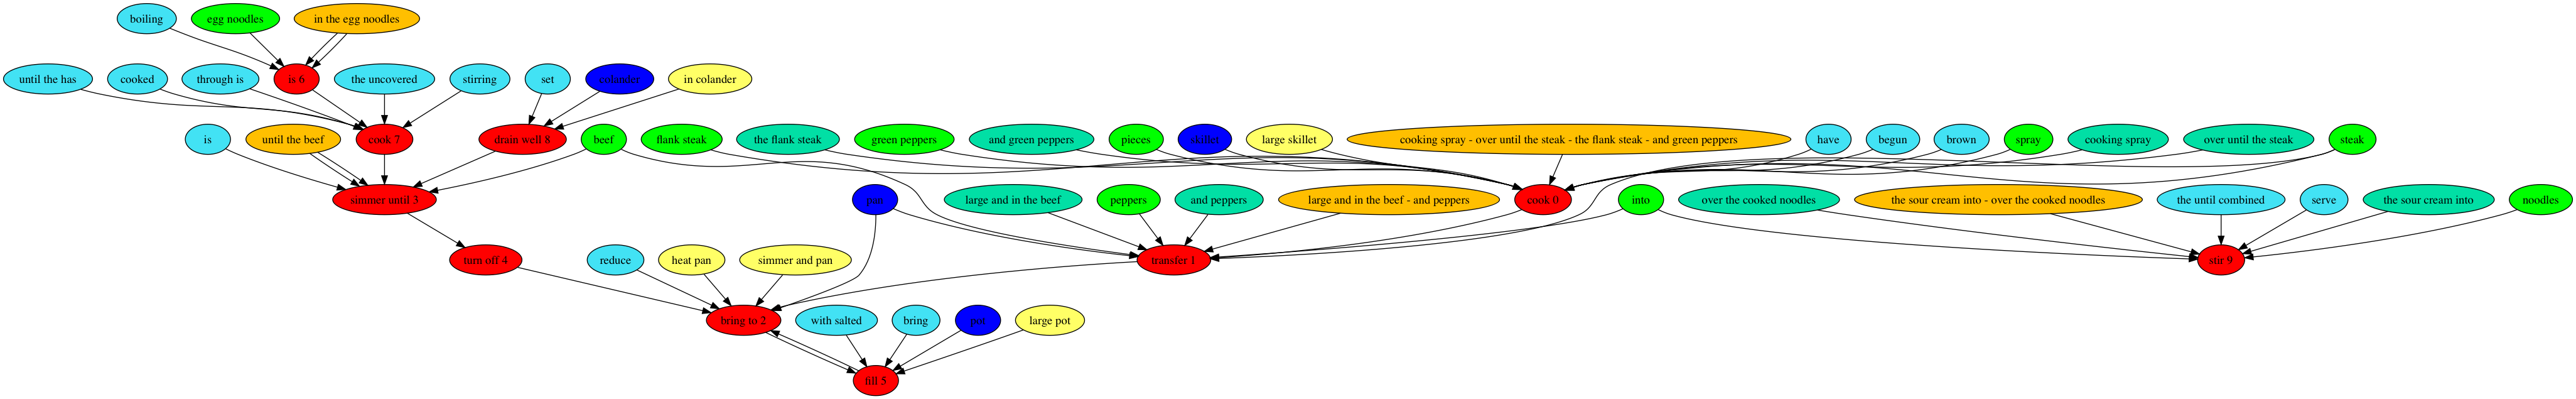 boiling
egg noodles
in the egg noodles
until the has
cooked
through is
is 6
the uncovered
stirring
set
colander
in colander
is
until the beef
cook 7
drain well 8
beef
flank steak
the flank steak
green peppers
and green peppers
pieces
skillet
large skillet
cooking spray - over until the steak - the flank steak - and green peppers
have
begun
brown
spray
cooking spray
over until the steak
steak
simmer until 3
pan
large and in the beef
peppers
and peppers
large and in the beef - and peppers
cook 0
into
over the cooked noodles
the sour cream into - over the cooked noodles
the until combined
serve
the sour cream into
noodles
turn off 4
reduce
heat pan
simmer and pan
transfer 1
stir 9
bring to 2
with salted
bring
pot
large pot
fill 5